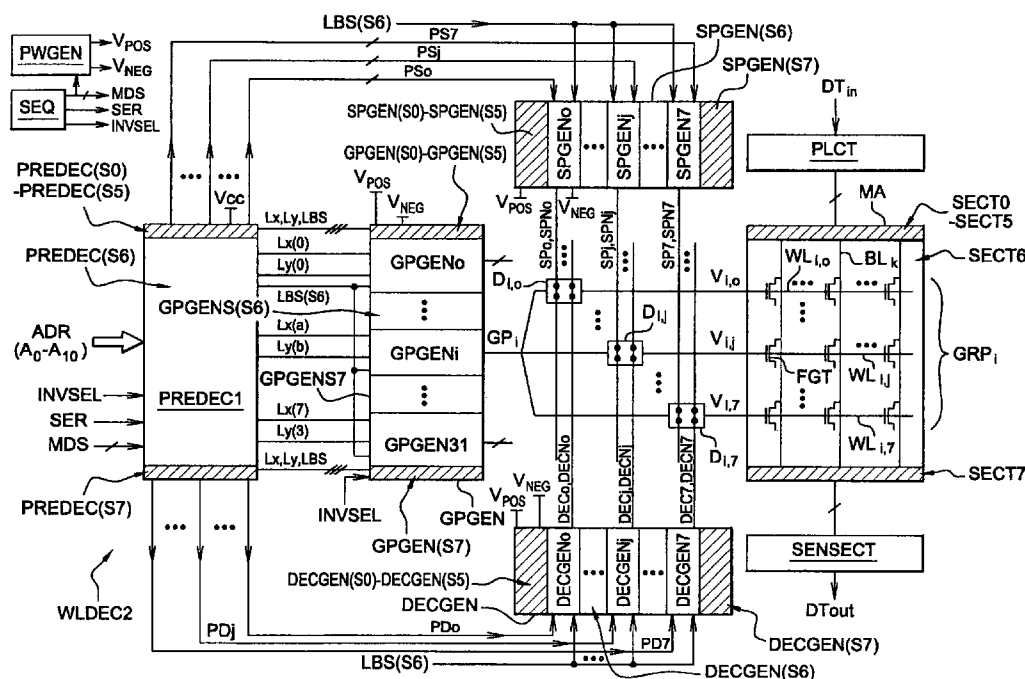 LBS(S6)
PS7
PSj
PSo
PWGEN
VPOS
VNEG
MDS
SEQ
SER
INVSEL
SPGEN(S6)
SPGEN(S7)
DTin
PLCT
SPGEN(S0)-SPGEN(S5)
SPGENo
SPGENj
SPGEN7
GPGEN(S0)-GPGEN(S5)
PREDEC(S0)
-PREDEC(S5)
VCC
VPOS
VNEG
VPOS
VNEG
MA
SECT0
-SECT5
Lx,Ly,LBS
Lx(0)
Ly(0)
GPGENo
SPo,SPNo
SPj,SPNj
SP7,SPN7
PREDEC(S6)
GPGENS(S6)
LBS(S6)
Di,o
Vi,o
WLi,o
BLk
SECT6
ADR
(A0-A10)
Lx(a)
Ly(b)
GPGENi
GPi
Di,j
Vi,j
FGT
WLi,j
GRPi
GPGENS7
PREDEC1
INVSEL
SER
MDS
Lx(7)
Ly(3)
GPGEN31
Vi,7
Di,7
WLi,7
Lx,Ly,LBS
PREDEC(S7)
INVSEL
GPGEN
GPGEN(S7)
VPOS
VNEG
DECo,DECNo
DECj,DECNj
DEC7,DECN7
SECT7
SENSECT
DTout
DECGEN(S0)-DECGEN(S5)
DECGEN
DECGENo
DECGENj
DECGEN7
WLDEC2
PDj
PDo
PD7
LBS(S6)
DECGEN(S7)
DECGEN(S6)